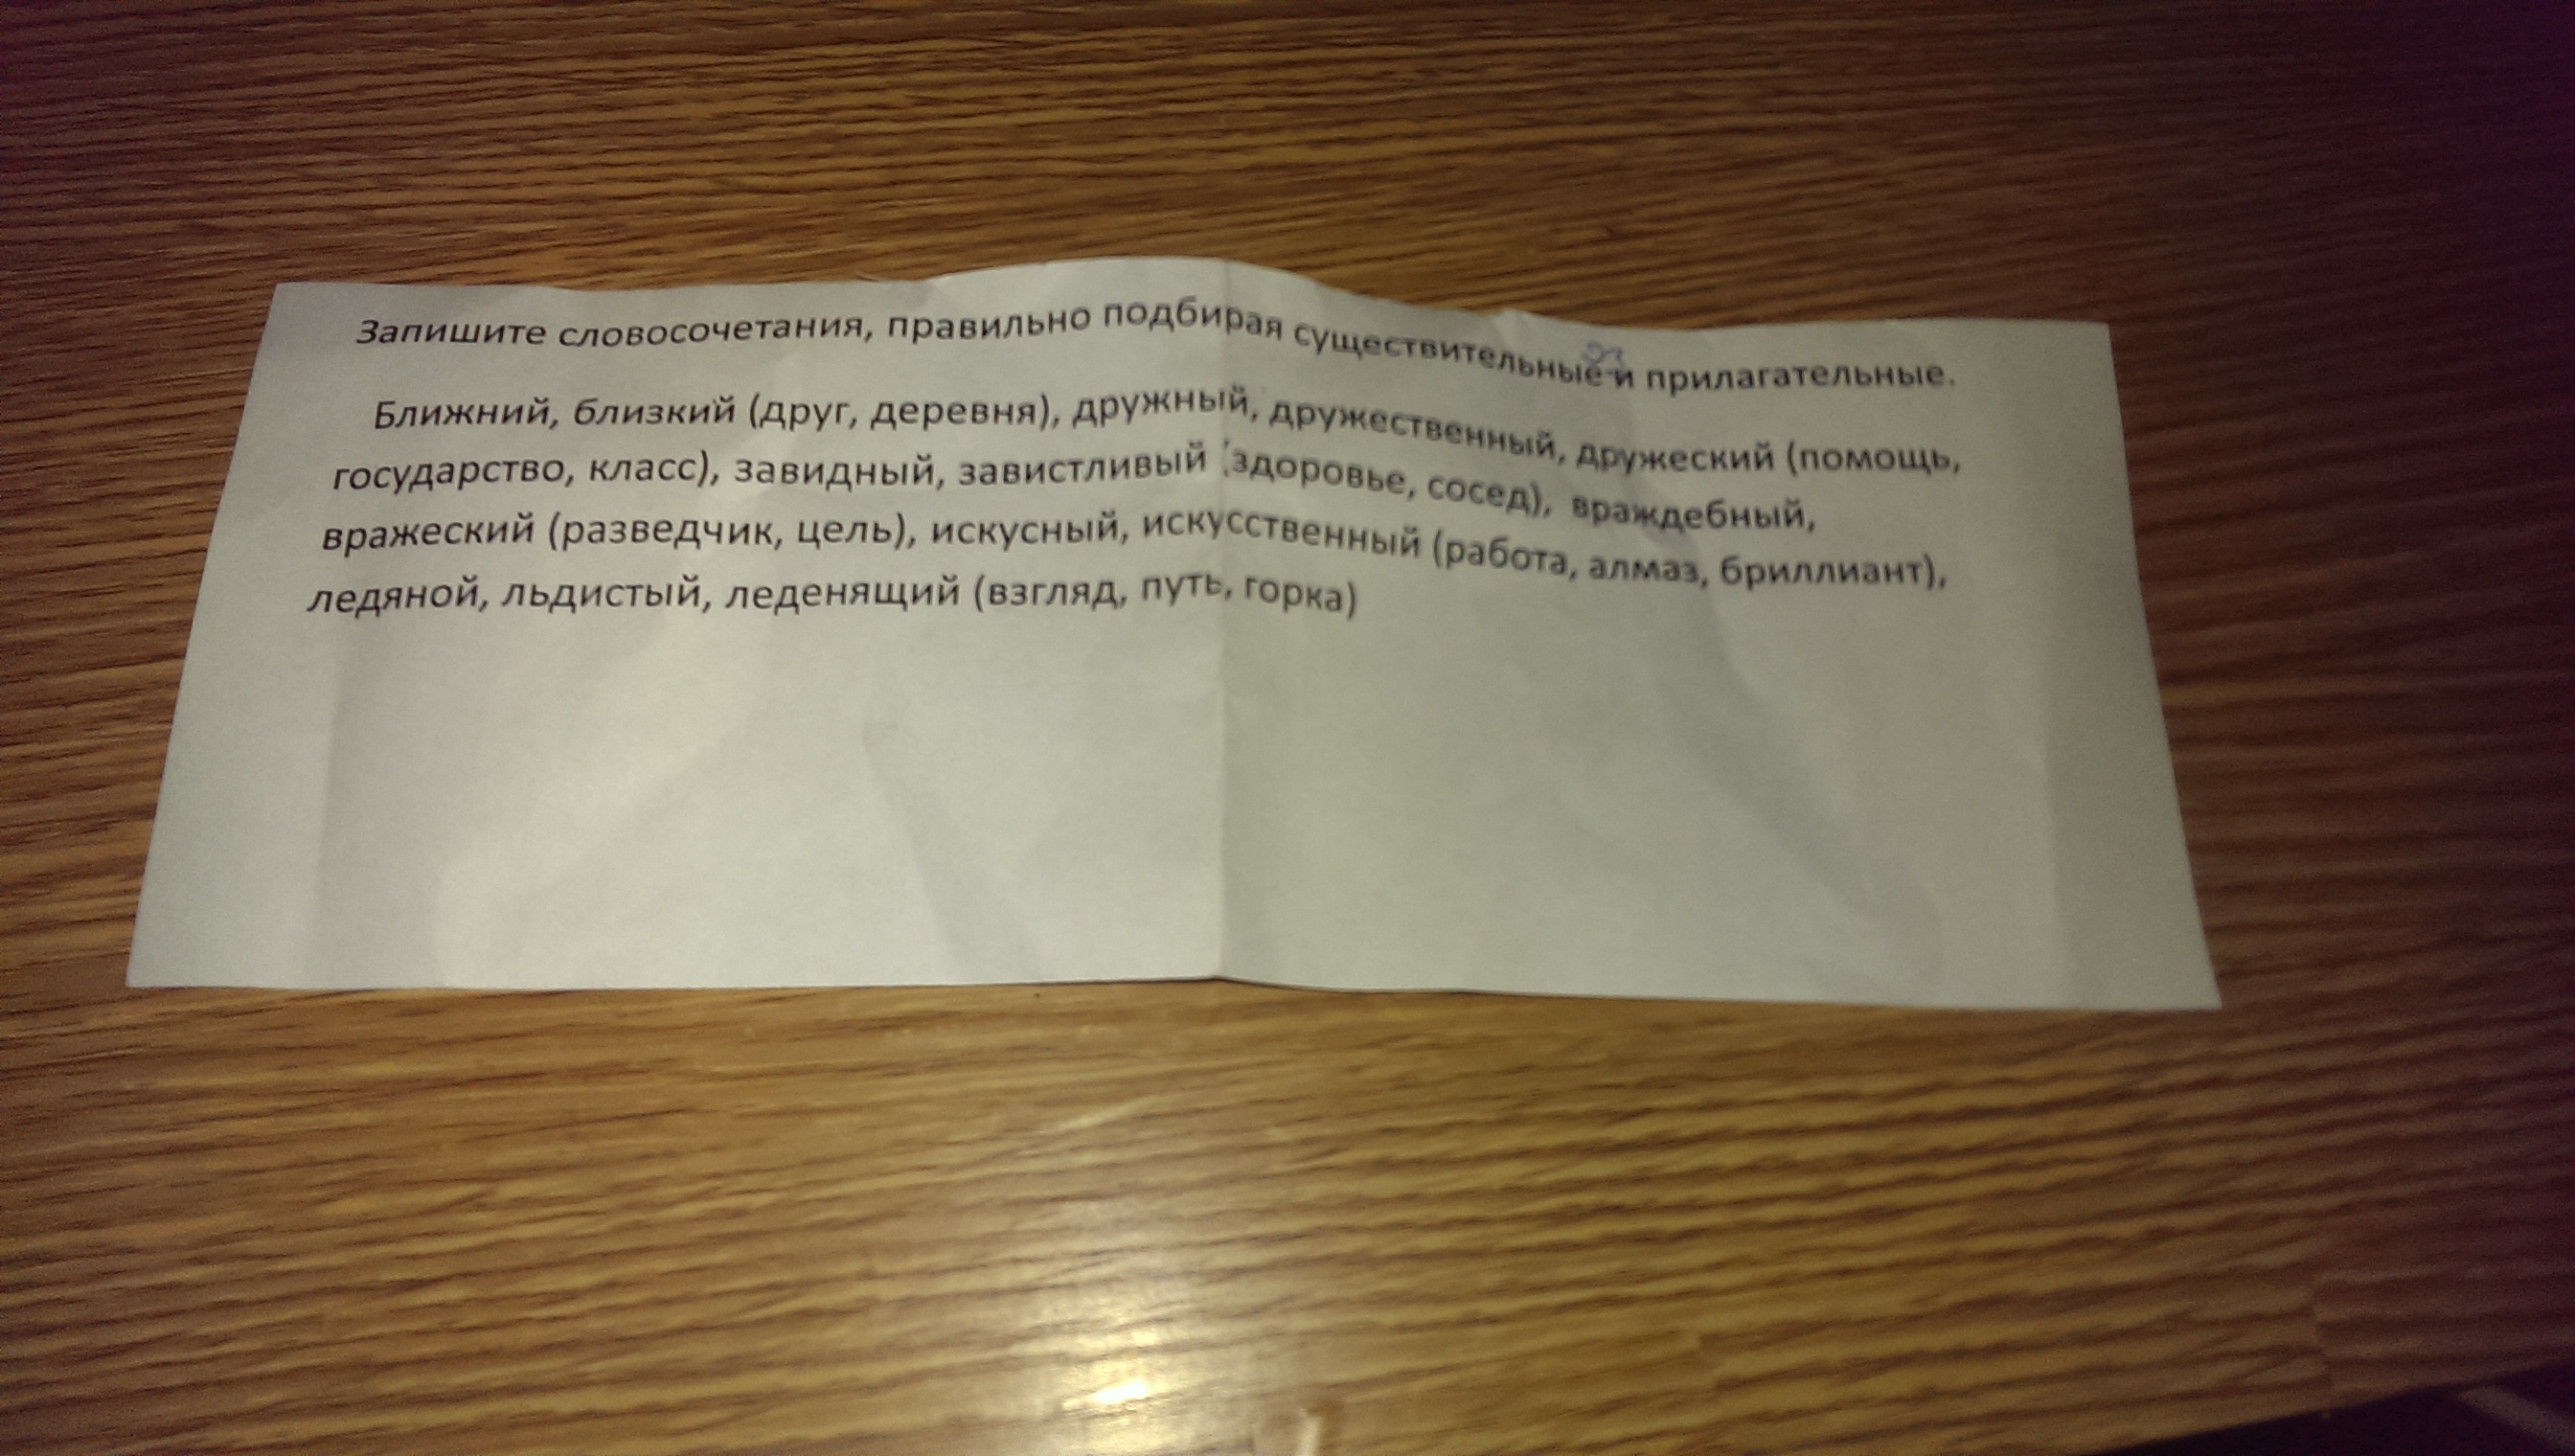 Запишите словосочетания, правильно подбирая существительные и прилагательные.
Ближний, близкий (друг, деревня), дружный, дружественный, дружеский (помощь,
государство, класс), завидный, завистливый (здоровье, сосед), враждебный,
вражеский (разведчик, цель), искусный, искусственный (работа, алмаз, бриллиант),
ледяной, льдистый, леденящий (взгляд, путь, горка)